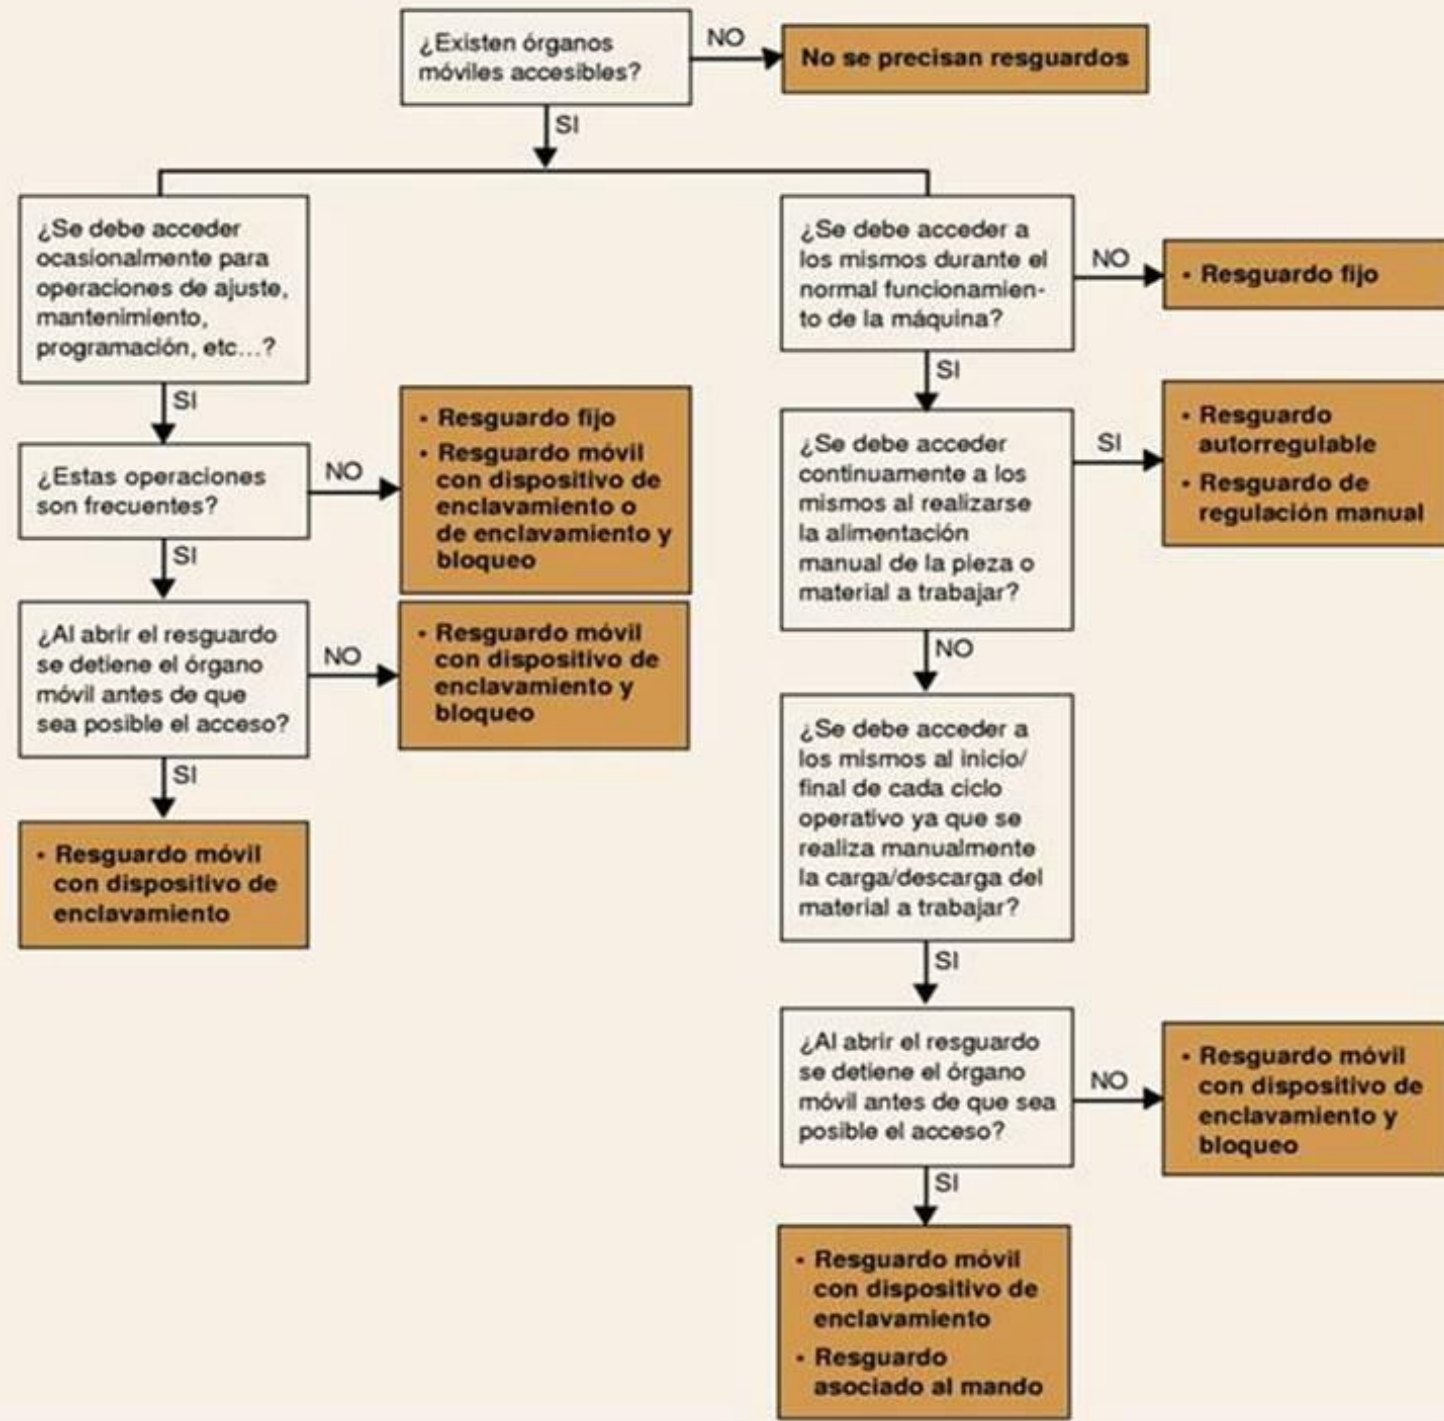 ¿Existen órganos
móviles accesibles?
NO
No se precisan resguardos
SI
¿Se debe acceder
ocasionalmente para
operaciones de ajuste,
mantenimiento,
programación, etc...?
SI
¿Estas operaciones
son frecuentes?
NO
• Resguardo fijo
• Resguardo móvil
con dispositivo de
enclavamiento o
de enclavamiento y
bloqueo
SI
¿Al abrir el resguardo
se detiene el órgano
móvil antes de que
sea posible el acceso?
NO
• Resguardo móvil
con dispositivo de
enclavamiento y
bloqueo
SI
• Resguardo móvil
con dispositivo de
enclavamiento
¿Se debe acceder a
los mismos durante el
normal funcionamien-
to de la máquina?
NO
• Resguardo fijo
SI
¿Se debe acceder
continuamente a los
mismos al realizarse
la alimentación
manual de la pieza o
material a trabajar?
SI
• Resguardo
autorregulable
• Resguardo de
regulación manual
NO
¿Se debe acceder a
los mismos al inicio/
final de cada ciclo
operativo ya que se
realiza manualmente
la carga/descarga del
material a trabajar?
SI
¿Al abrir el resguardo
se detiene el órgano
móvil antes de que sea
posible el acceso?
NO
• Resguardo móvil
con dispositivo de
enclavamiento y
bloqueo
SI
• Resguardo móvil
con dispositivo de
enclavamiento
• Resguardo
asociado al mando